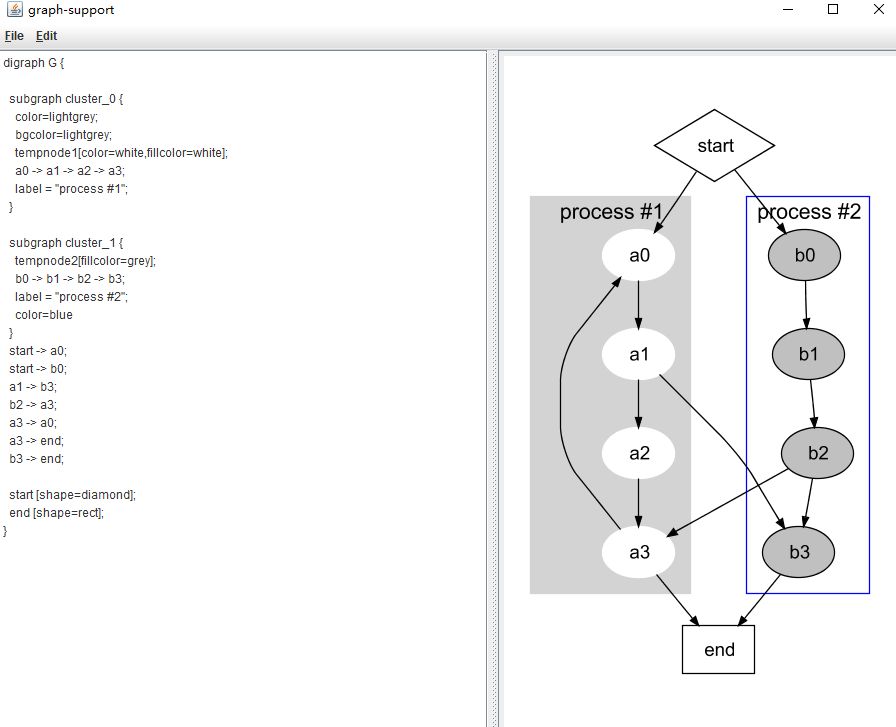 graph-support
File Edit
digraph G {
subgraph cluster_0 {
color=lightgrey;
bgcolor=lightgrey;
tempnode1[color=white,fillcolor=white];
a0 -> a1 -> a2 -> a3;
label = "process #1";
}
subgraph cluster_1 {
tempnode2[fillcolor=grey];
b0 -> b1 -> b2 -> b3;
label = "process #2";
color=blue
}
start -> a0;
start -> b0;
a1 -> b3;
b2 -> a3;
a3 -> a0;
a3 -> end;
b3 -> end;
start [shape=diamond];
end [shape=rect];
}
start
process #1
process #2
a0
b0
a1
b1
a2
b2
a3
b3
end